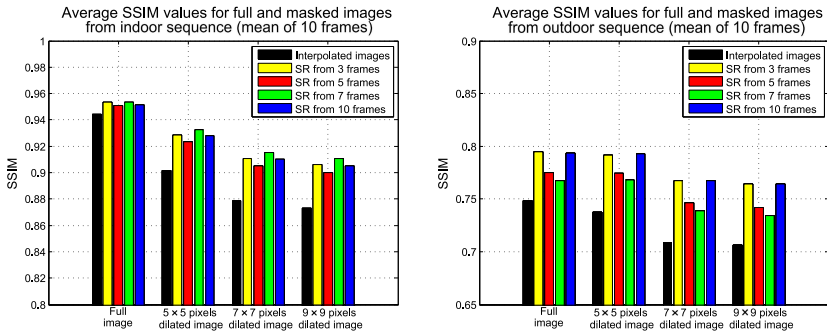 Average SSIM values for full and masked images
from indoor sequence (mean of 10 frames)
1
0.98
0.96
0.94
0.92
0.9
0.88
0.86
0.84
0.82
0.8
SSIM
Interpolated images
SR from 3 frames
SR from 5 frames
SR from 7 frames
SR from 10 frames
Full
image
5×5 pixels
dilated image
7×7 pixels
dilated image
9×9 pixels
dilated image
Average SSIM values for full and masked images
from outdoor sequence (mean of 10 frames)
0.9
0.85
0.8
0.75
0.7
0.65
SSIM
Interpolated images
SR from 3 frames
SR from 5 frames
SR from 7 frames
SR from 10 frames
Full
image
5×5 pixels
dilated image
7×7 pixels
dilated image
9×9 pixels
dilated image